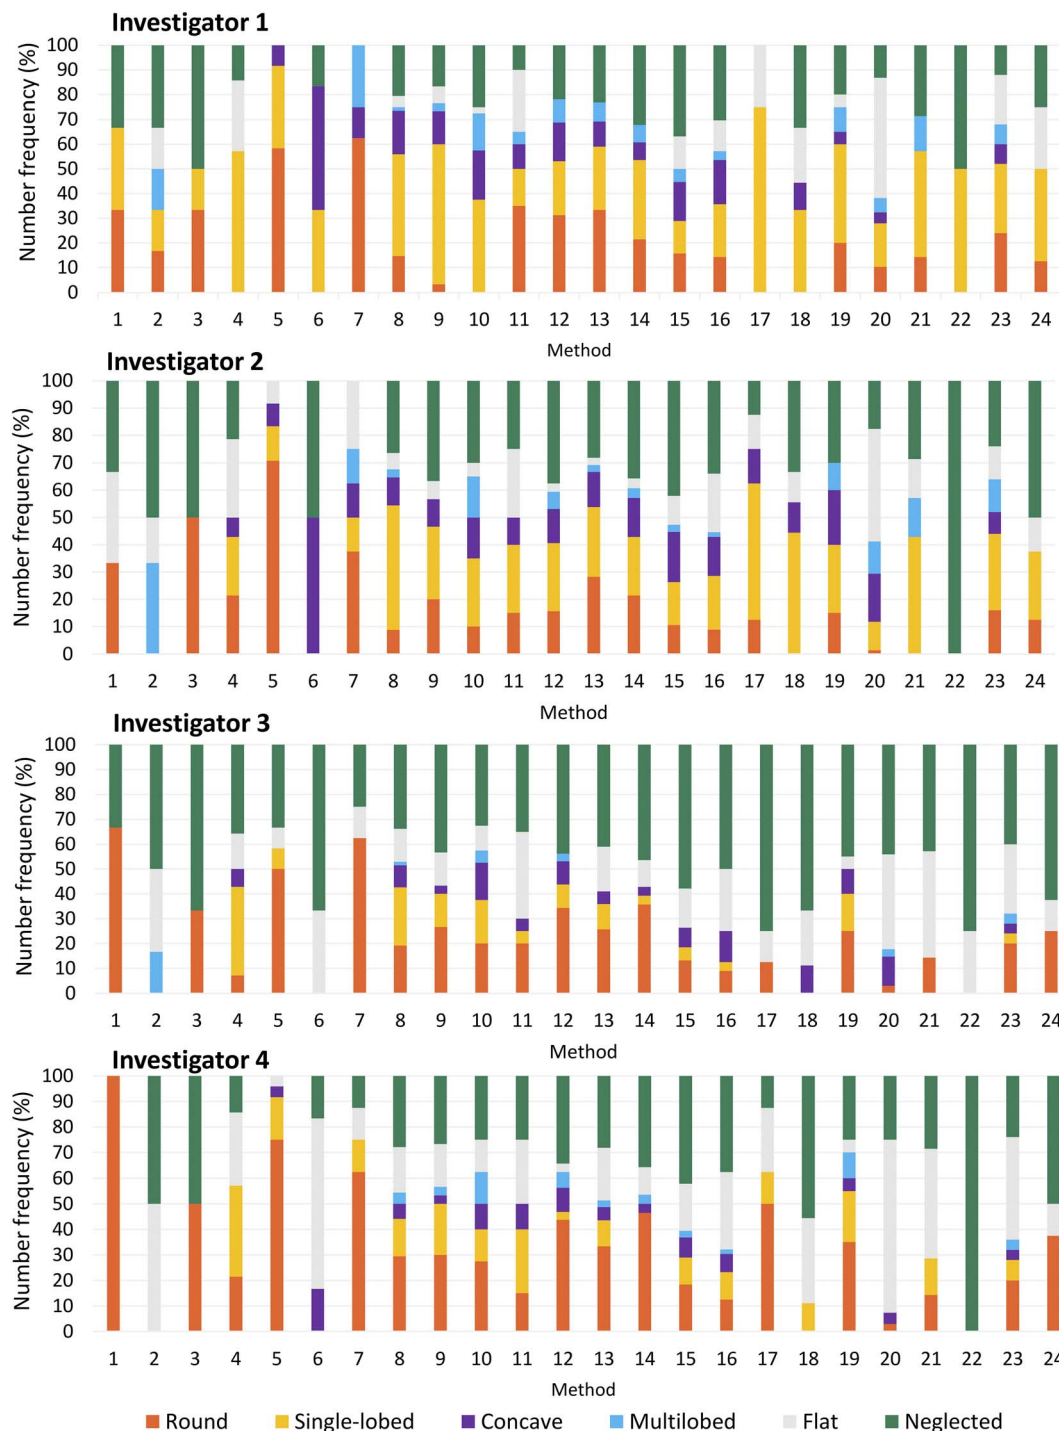 Investigator 1
Number frequency (%)
100
90
80
70
60
50
40
30
20
10
0
1 2 3 4 5 6 7 8 9 10 11 12 13 14 15 16 17 18 19 20 21 22 23 24
Method
Investigator 2
Number frequency (%)
100
90
80
70
60
50
40
30
20
10
0
1 2 3 4 5 6 7 8 9 10 11 12 13 14 15 16 17 18 19 20 21 22 23 24
Method
Investigator 3
Number frequency (%)
100
90
80
70
60
50
40
30
20
10
0
1 2 3 4 5 6 7 8 9 10 11 12 13 14 15 16 17 18 19 20 21 22 23 24
Method
Investigator 4
Number frequency (%)
100
90
80
70
60
50
40
30
20
10
0
1 2 3 4 5 6 7 8 9 10 11 12 13 14 15 16 17 18 19 20 21 22 23 24
Method
Round Single-lobed Concave Multilobed Flat Neglected